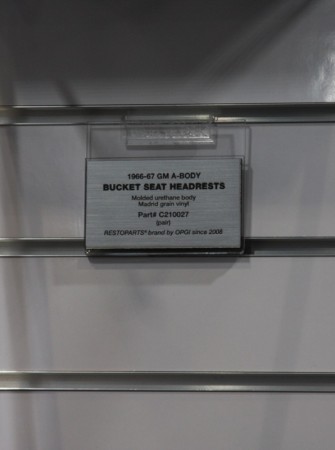 1966-67 GM A-BODY
BUCKET SEAT HEADRESTS
Molded urethane body
Madrid grain vinyl
Part# C210027
(pair)
RESTOPARTS® brand by OPGI since 2008